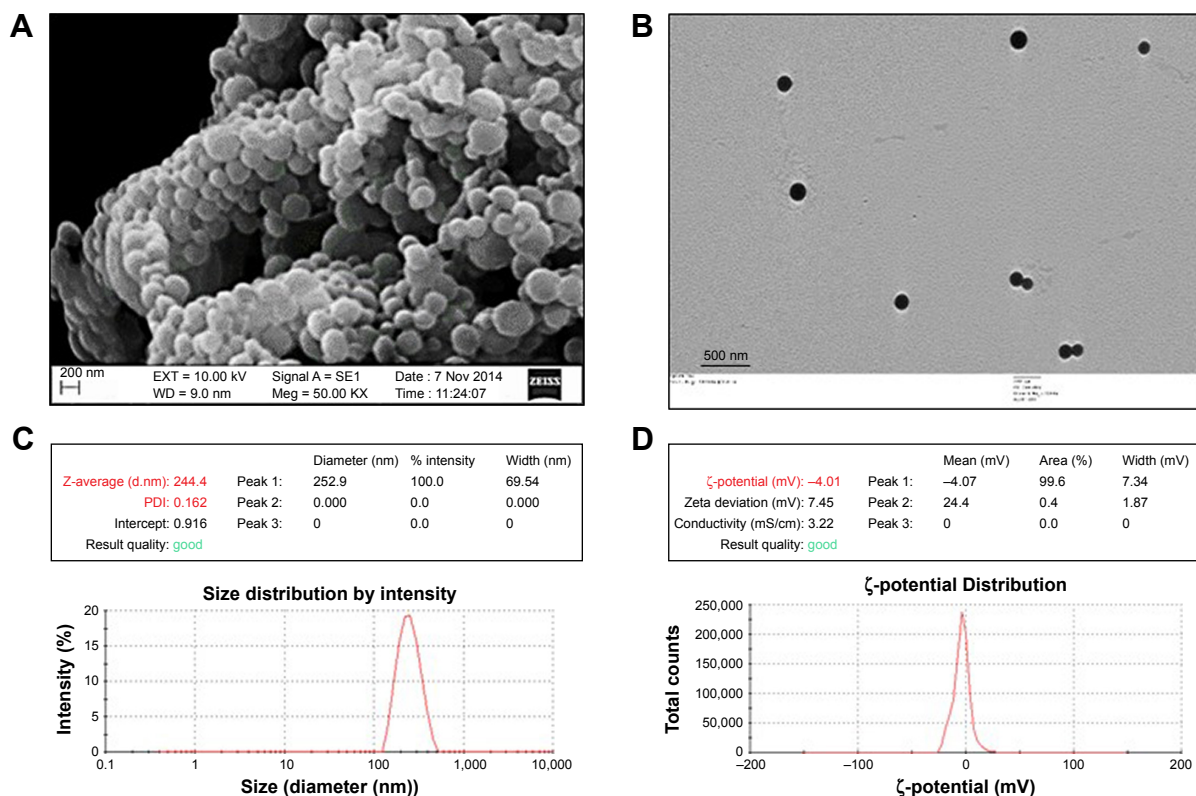 A
200 nm
EXT = 10.00 kV Signal A = SE1 Date : 7 Nov 2014
WD = 9.0 nm Meg = 50.00 KX Time : 11:24:07
ZEISS
B
500 nm
C
Diameter (nm) % intensity Width (nm)
Z-average (d.nm): 244.4 Peak 1: 252.9 100.0 69.54
PDI: 0.162 Peak 2: 0.000 0.0 0.000
Intercept: 0.916 Peak 3: 0 0.0 0
Result quality: good
Size distribution by intensity
Intensity (%)
20
15
10
5
0
0.1 1 10 100 1,000 10,000
Size (diameter (nm))
D
Mean (mV) Area (%) Width (mV)
ζ-potential (mV): –4.01 Peak 1: –4.07 99.6 7.34
Zeta deviation (mV): 7.45 Peak 2: 24.4 0.4 1.87
Conductivity (mS/cm): 3.22 Peak 3: 0 0.0 0
Result quality: good
ζ-potential Distribution
Total counts
250,000
200,000
150,000
100,000
50,000
0
–200 –100 0 100 200
ζ-potential (mV)